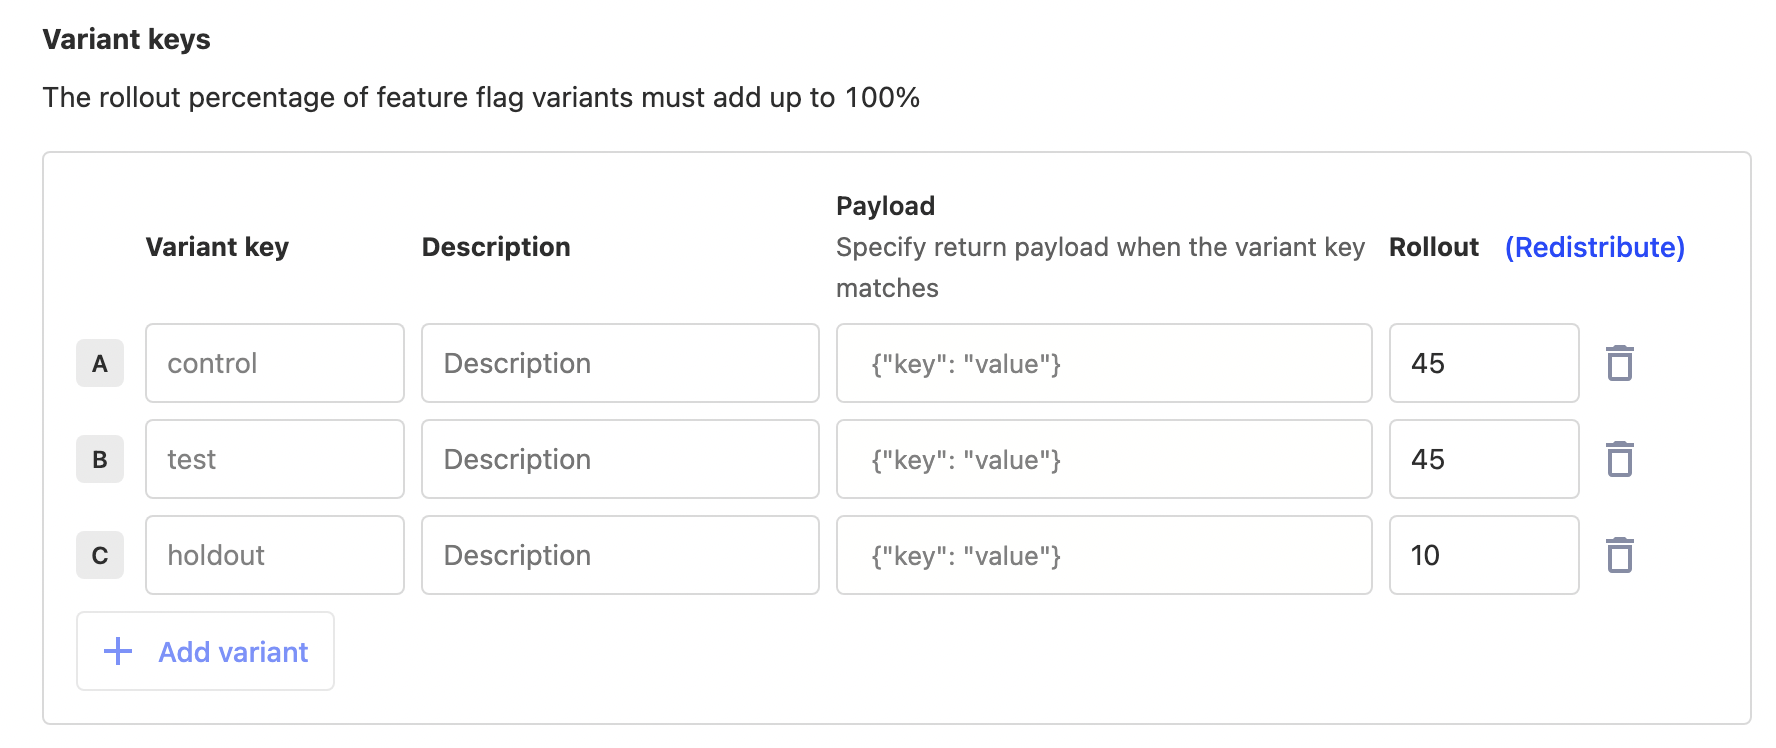 Variant keys
The rollout percentage of feature flag variants must add up to 100%
Payload
Variant key Description Specify return payload when the variant key Rollout (Redistribute)
matches
A control Description {"key": "value"} 45
B test Description {"key": "value"} 45
C holdout Description {"key": "value"} 10
+ Add variant